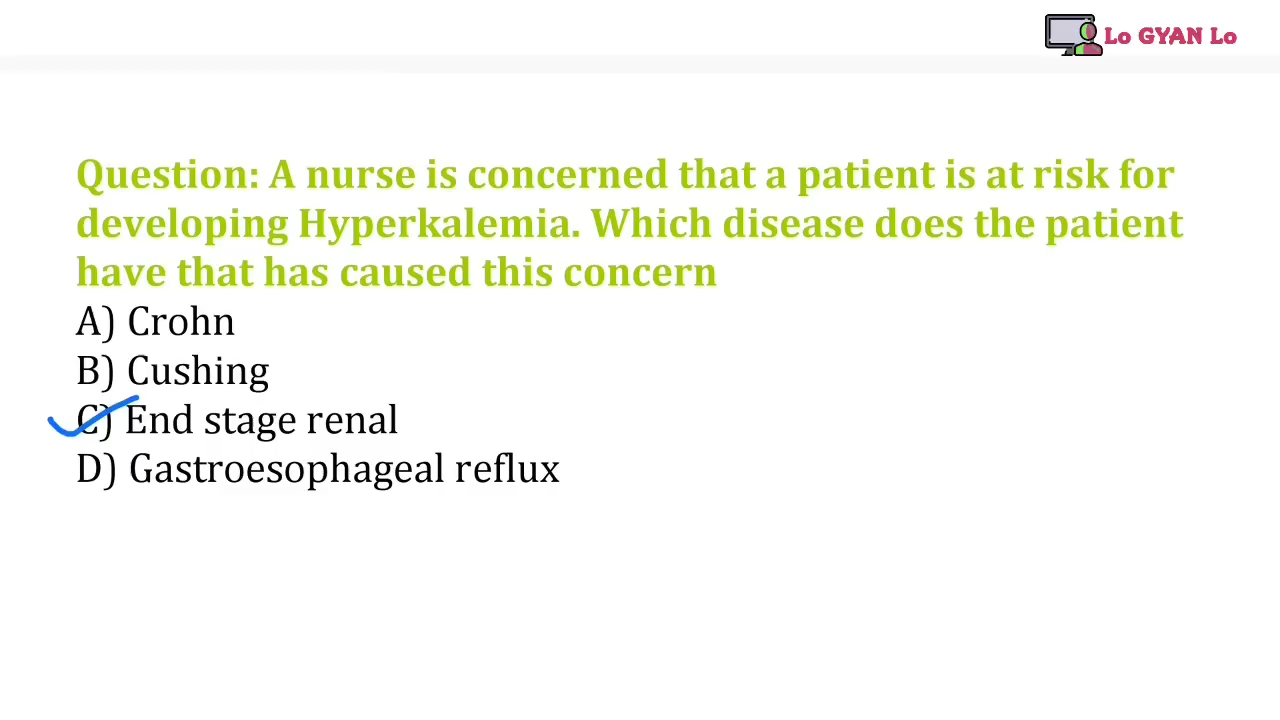 Lo GYAN Lo
Question: A nurse is concerned that a patient is at risk for
developing Hyperkalemia. Which disease does the patient
have that has caused this concern
A) Crohn
B) Cushing
C) End stage renal
D) Gastroesophageal reflux